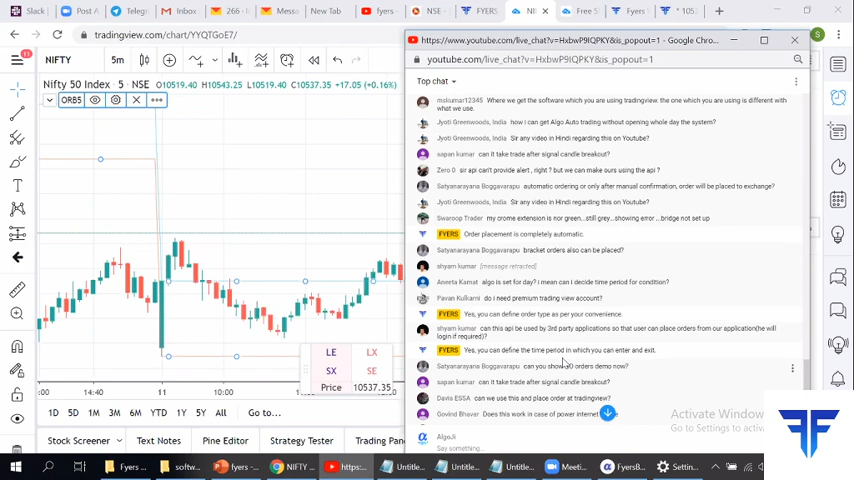 Slack
Post A
Telegr
Inbox
266 - i
Messa
New Tab
fyers -
NSE -
FYERS
NI
Free S
Fyers
* 1053
tradingview.com/chart/YYQTGoE7/
NIFTY
5m
Nifty 50 Index · 5 · NSE
O10519.40 H10543.25 L10519.40 C10537.35 +17.05 (+0.16%)
ORB5
14:40
10:00
LE
LX
SX
SE
Price
10537.35
1D
5D
1M
3M
6M
YTD
1Y
5Y
All
Go to...
Stock Screener
Text Notes
Pine Editor
Strategy Tester
Trading Pan
https://www.youtube.com/live_chat?v=HxbwP9IQPKY&is_popout=1 - Google Chro...
youtube.com/live_chat?v=HxbwP9IQPKY&is_popout=1
Top chat
mskumar12345 Where we get the software which you are using tradingview. the one which you are using is different with
what we use.
Jyoti Greenwoods, India how i can get Algo Auto trading without opening whole day the system?
Jyoti Greenwoods, India Sir any video in Hindi regarding this on Youtube?
sapan kumar can it take trade after signal candle breakout?
Zero 0 sir api can't provide alert , right ? but we can make ours using the api ?
Satyanarayana Boggavarapu automatic ordering or only after manual confirmation, order will be placed to exchange?
Jyoti Greenwoods, India Sir any video in Hindi regarding this on Youtube?
Swaroop Trader my crome extension is nor green...still grey...showing error ...bridge not set up
FYERS Order placement is completely automatic.
Satyanarayana Boggavarapu bracket orders also can be placed?
shyam kumar [message retracted]
Aneeta Kamat algo is set for day? I mean can I decide time period for condition?
Pavan Kulkarni do i need premium trading view account?
FYERS Yes, you can define order type as per your convenience.
shyam kumar can this api be used by 3rd party applications so that user can place orders from our application(he will
login if required)?
FYERS Yes, you can define the time period in which you can enter and exit.
Satyanarayana Boggavarapu can you show orders demo now?
sapan kumar can it take trade after signal candle breakout?
Davis ESSA can we use this and place order at tradingview?
Govind Bhavar Does this work in case of power internet
AlgoJi
Say something...
Activate Window
Go to Settings to activ
Fyers ...
softw...
fyers -...
NIFTY ...
https:...
Untitle...
Untitle...
Untitle...
Meeti...
FyersB...
Settin...